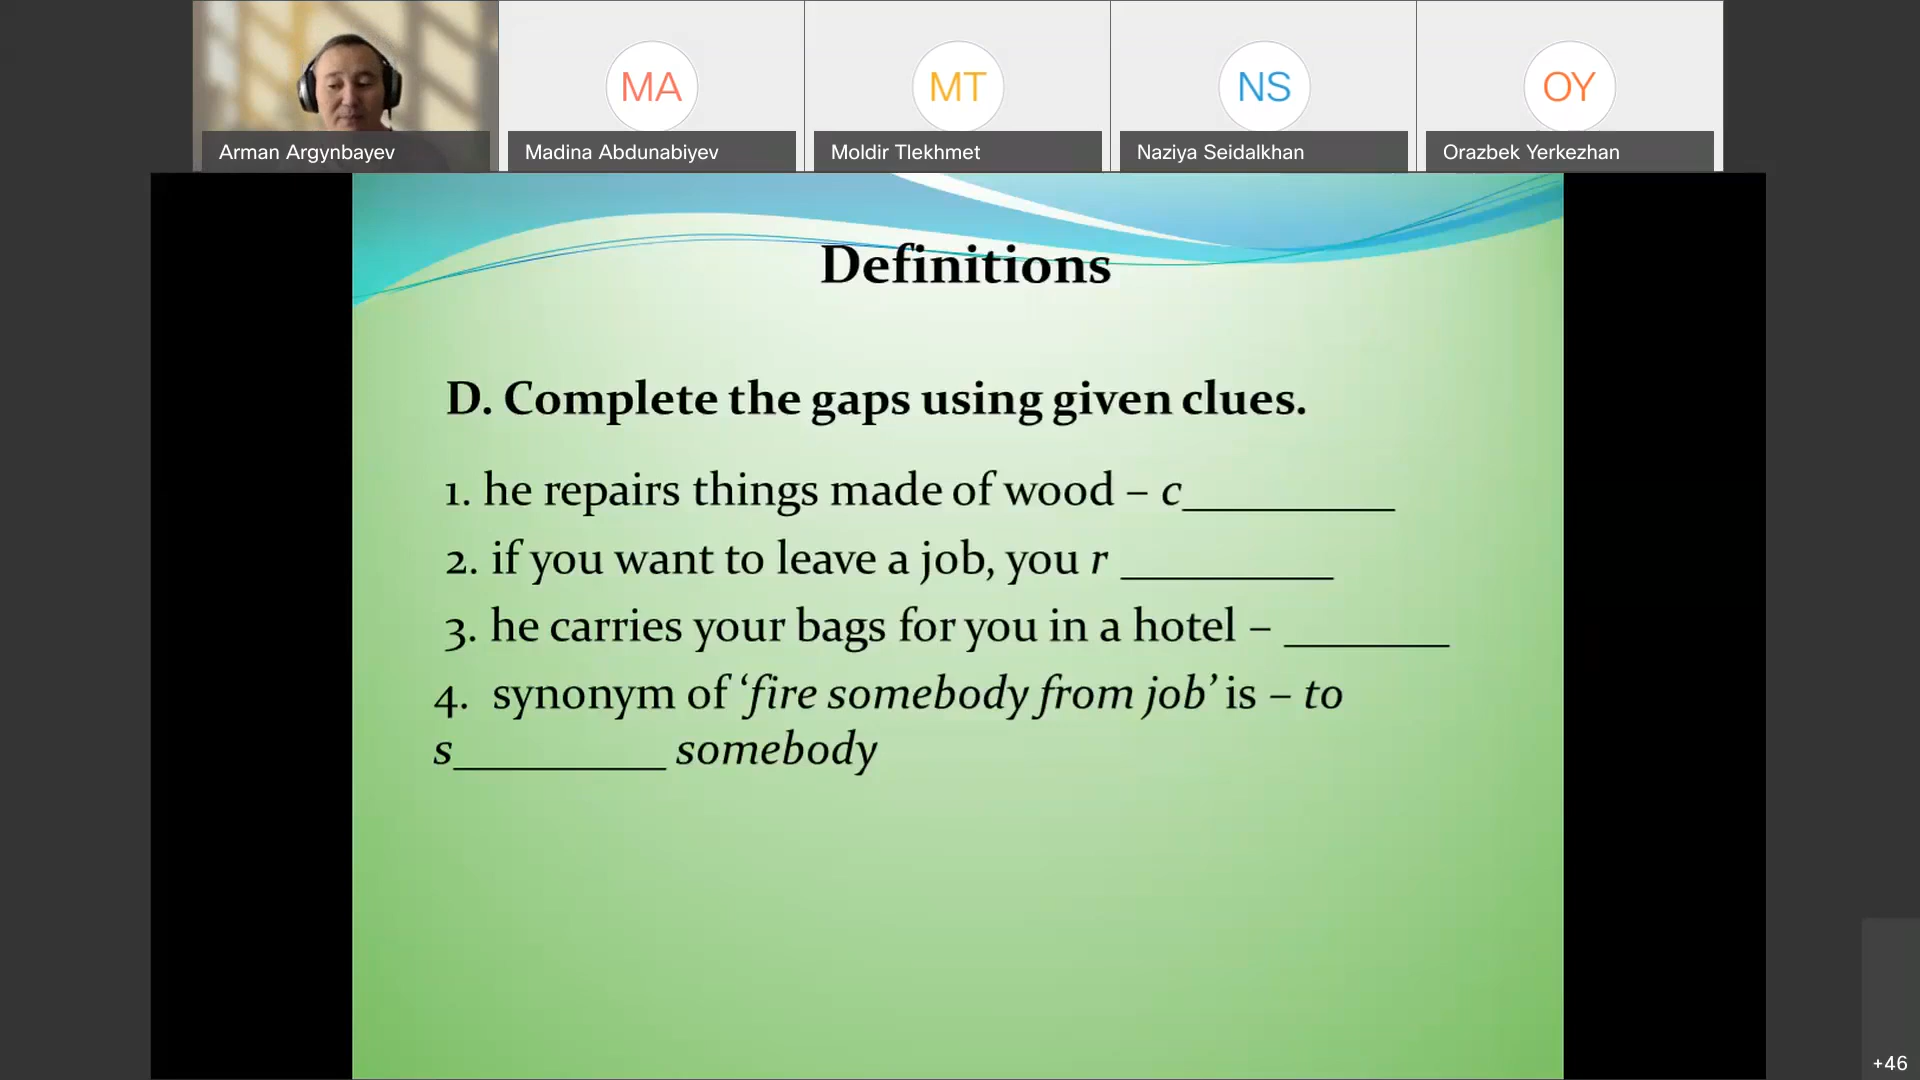 MA
MT
NS
OY
Arman Argynbayev
Madina Abdunabiyev
Moldir Tlekhmet
Naziya Seidalkhan
Orazbek Yerkezhan
Definitions
D. Complete the gaps using given clues.
1. he repairs things made of wood – c_________
2. if you want to leave a job, you r _________
3. he carries your bags for you in a hotel – _______
4. synonym of ‘fire somebody from job’ is – to
s_________ somebody
+46